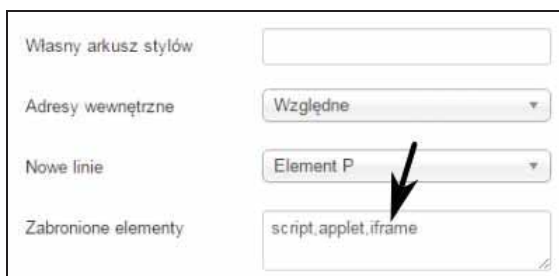 Własny arkusz stylów
Adresy wewnętrzne Względne
Nowe linie Element P
Zabronione elementy script,applet,iframe